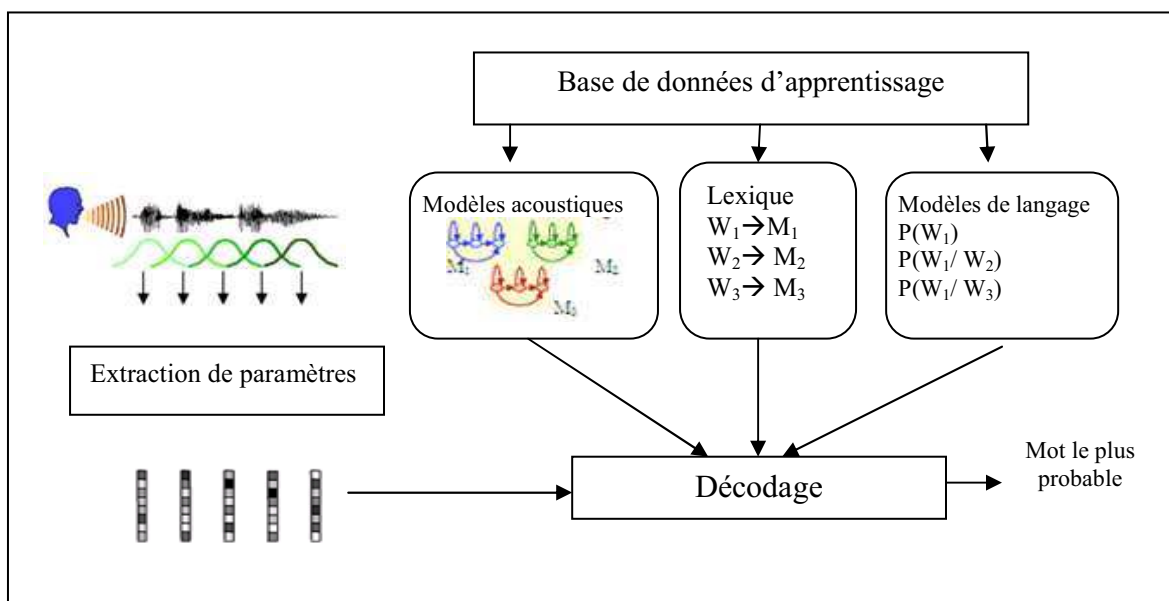 Base de données d’apprentissage
Modèles acoustiques
M₁
M₂
M₃
Lexique
W₁→M₁
W₂→ M₂
W₃→ M₃
Modèles de langage
P(W₁)
P(W₁/ W₂)
P(W₁/ W₃)
Extraction de paramètres
Décodage
Mot le plus
probable